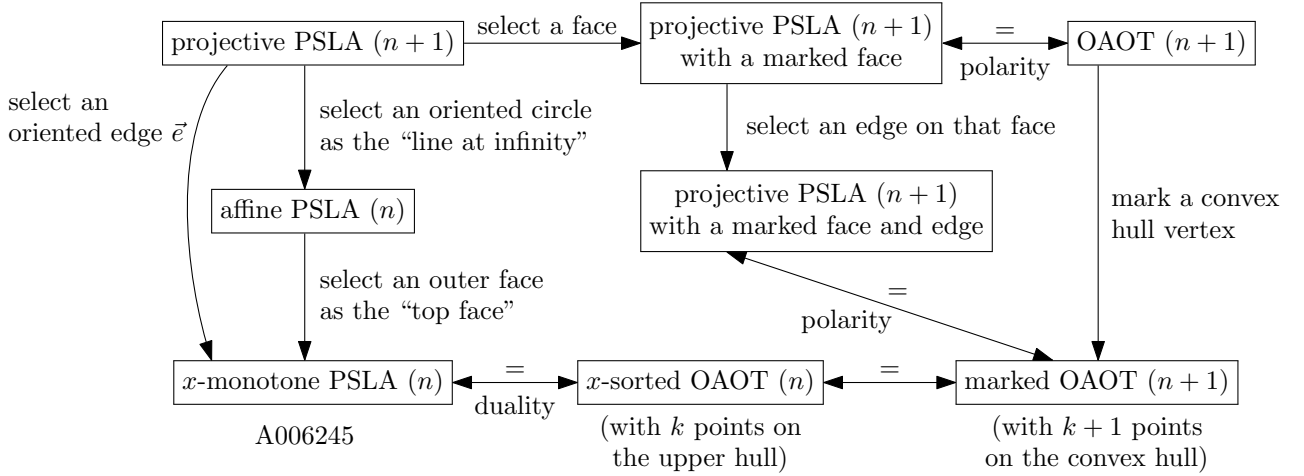 projective PSLA (n + 1)
select a face
projective PSLA (n + 1)
with a marked face
=
polarity
OAOT (n + 1)
select an
oriented edge e⃗
select an oriented circle
as the “line at infinity”
select an edge on that face
affine PSLA (n)
projective PSLA (n + 1)
with a marked face and edge
mark a convex
hull vertex
select an outer face
as the “top face”
=
polarity
x-monotone PSLA (n)
=
duality
x-sorted OAOT (n)
=
marked OAOT (n + 1)
A006245
(with k points on
the upper hull)
(with k + 1 points
on the convex hull)